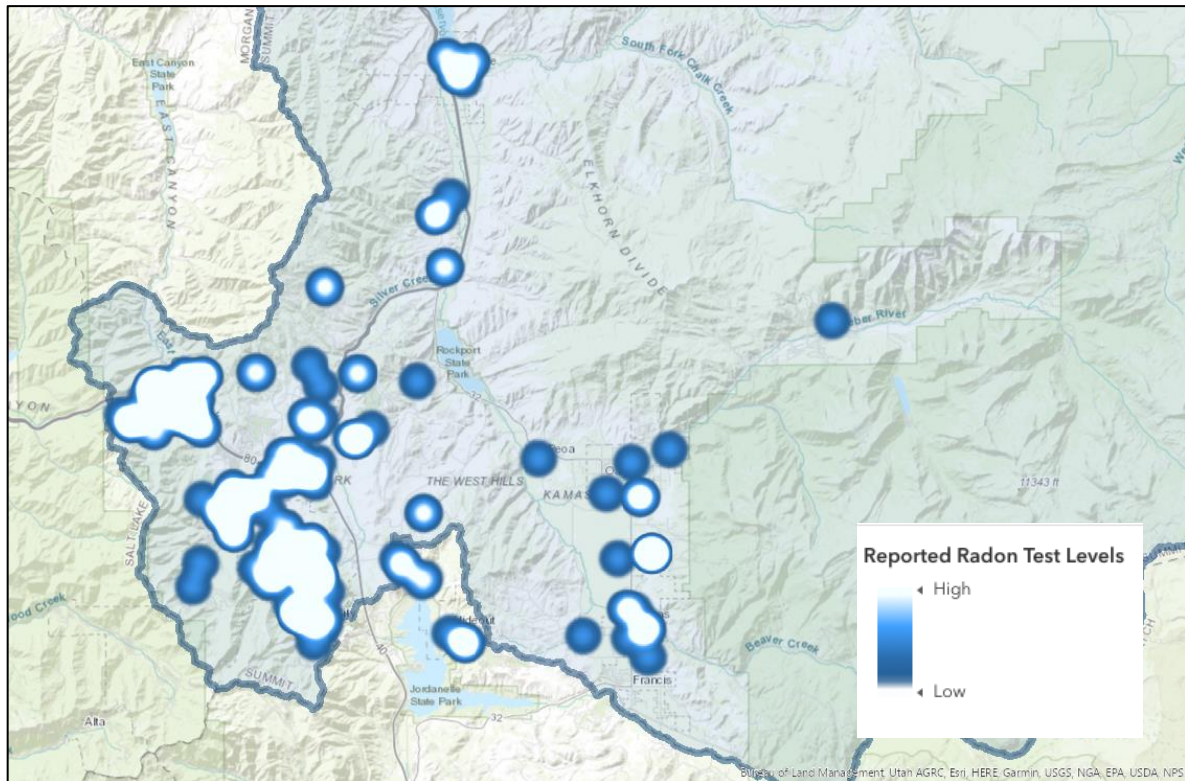 MORGAN
SUMMIT
East Canyon
State
Park
EAST CANYON
South Fork Chalk Creek
ELKHORN DIVIDE
Silver Creek
Rockport
State
Park
32
East
80
THE WEST HILLS
KAMAS
11343 ft
SALT LAKE
SUMMIT
40
Jordanelle
State Park
32
Francis
Beaver Creek
Alta
Reported Radon Test Levels
High
Low
Bureau of Land Management, Utah AGRC, Esri, HERE, Garmin, USGS, NGA, EPA, USDA, NPS